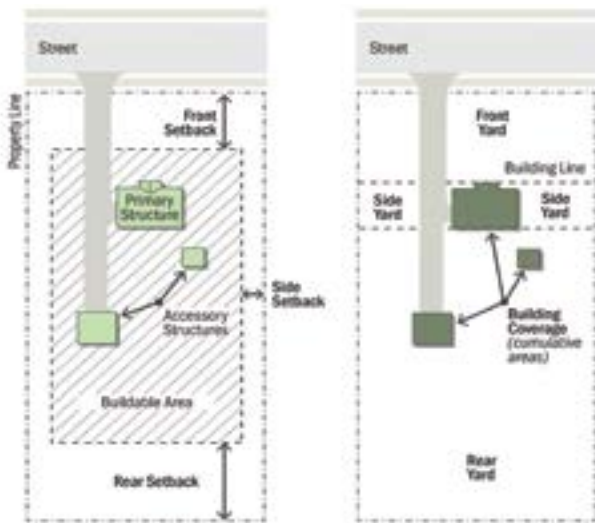 Street
Property Line
Front
Setback
Primary
Structure
Side
Setback
Accessory
Structures
Buildable Area
Rear Setback
Street
Front
Yard
Building Line
Side
Yard
Side
Yard
Building
Coverage
(cumulative
areas)
Rear
Yard